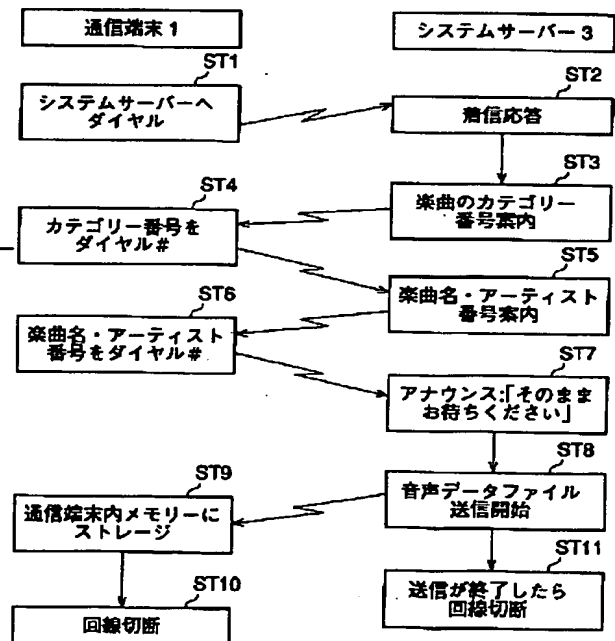 通信端末1
システムサーバー3
ST1
システムサーバーへ
ダイヤル
ST2
着信応答
ST3
楽曲のカテゴリー
番号案内
ST4
カテゴリー番号を
ダイヤル#
ST5
楽曲名・アーティスト
番号案内
ST6
楽曲名・アーティスト
番号をダイヤル#
ST7
アナウンス:「そのまま
お待ちください」
ST8
音声データファイル
送信開始
ST9
通信端末内メモリーに
ストレージ
ST10
回線切断
ST11
送信が終了したら
回線切断